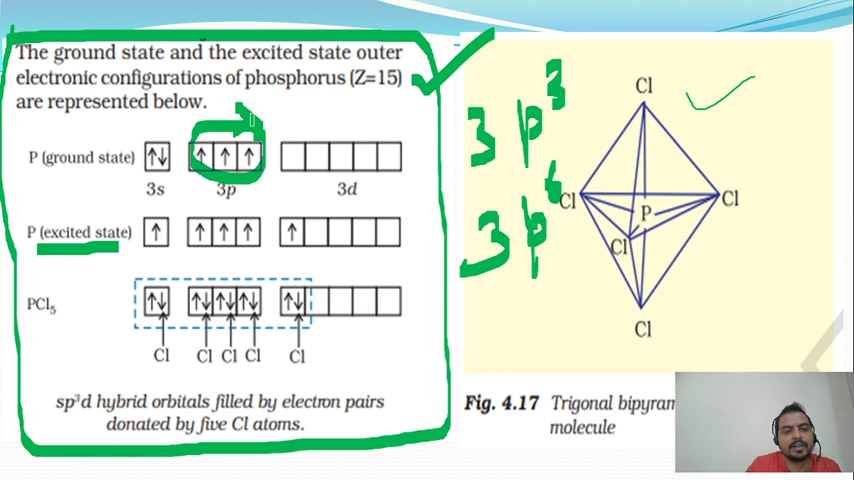 The ground state and the excited state outer
electronic configurations of phosphorus (Z=15)
are represented below.
P (ground state)
3s 3p 3d
P (excited state)
PCl₅
Cl Cl Cl Cl Cl
sp³d hybrid orbitals filled by electron pairs
donated by five Cl atoms.
3p³
3p⁶
Cl
Cl Cl
P
Cl
Cl
Fig. 4.17 Trigonal
molecule